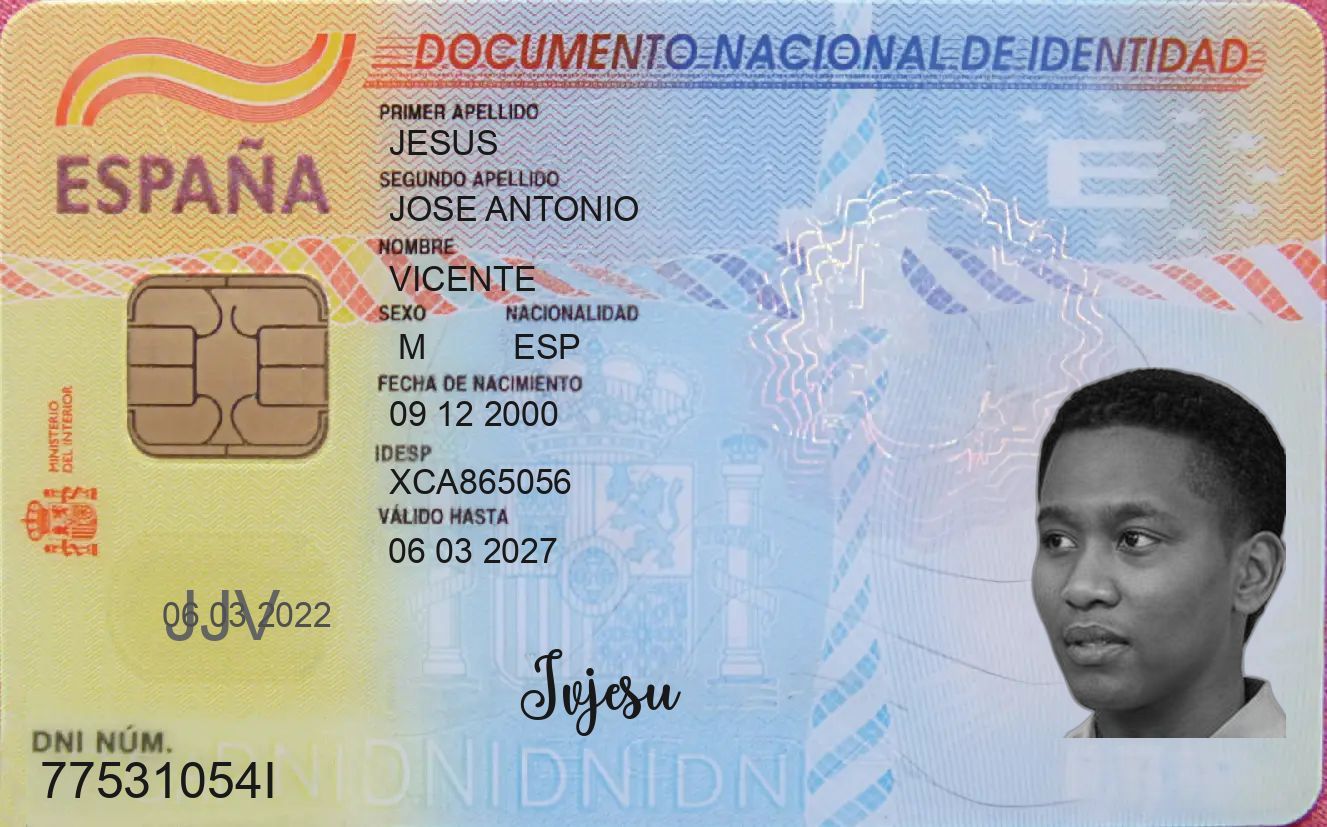 DOCUMENTO NACIONAL DE IDENTIDAD
ESPAÑA
PRIMER APELLIDO
JESUS
SEGUNDO APELLIDO
JOSE ANTONIO
NOMBRE
VICENTE
SEXO NACIONALIDAD
M ESP
FECHA DE NACIMIENTO
09 12 2000
IDESP
XCA865056
VÁLIDO HASTA
06 03 2027
MINISTERIO
DEL INTERIOR
E
06 03 2022
JJV
Jvjesu
DNI NÚM.
77531054I
DNIDNIDNIDNIDNI